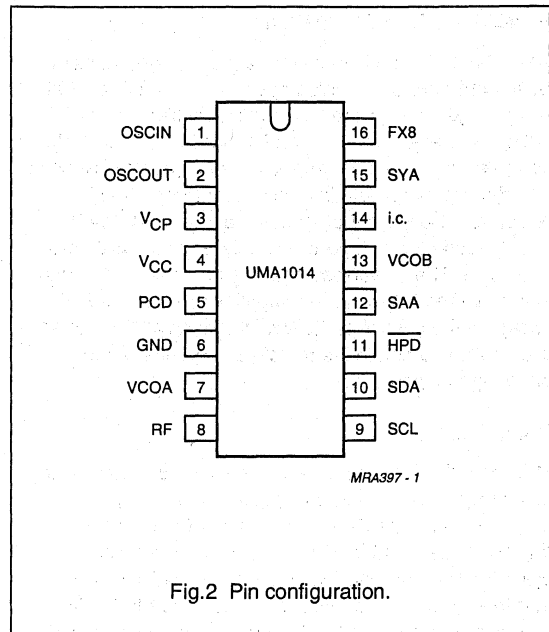 OSCIN 1 16 FX8
OSCOUT 2 15 SYA
VCP 3 14 i.c.
VCC 4 13 VCOB
UMA1014
PCD 5 12 SAA
GND 6 11 HPD
VCOA 7 10 SDA
RF 8 9 SCL
MRA397 - 1
Fig.2 Pin configuration.